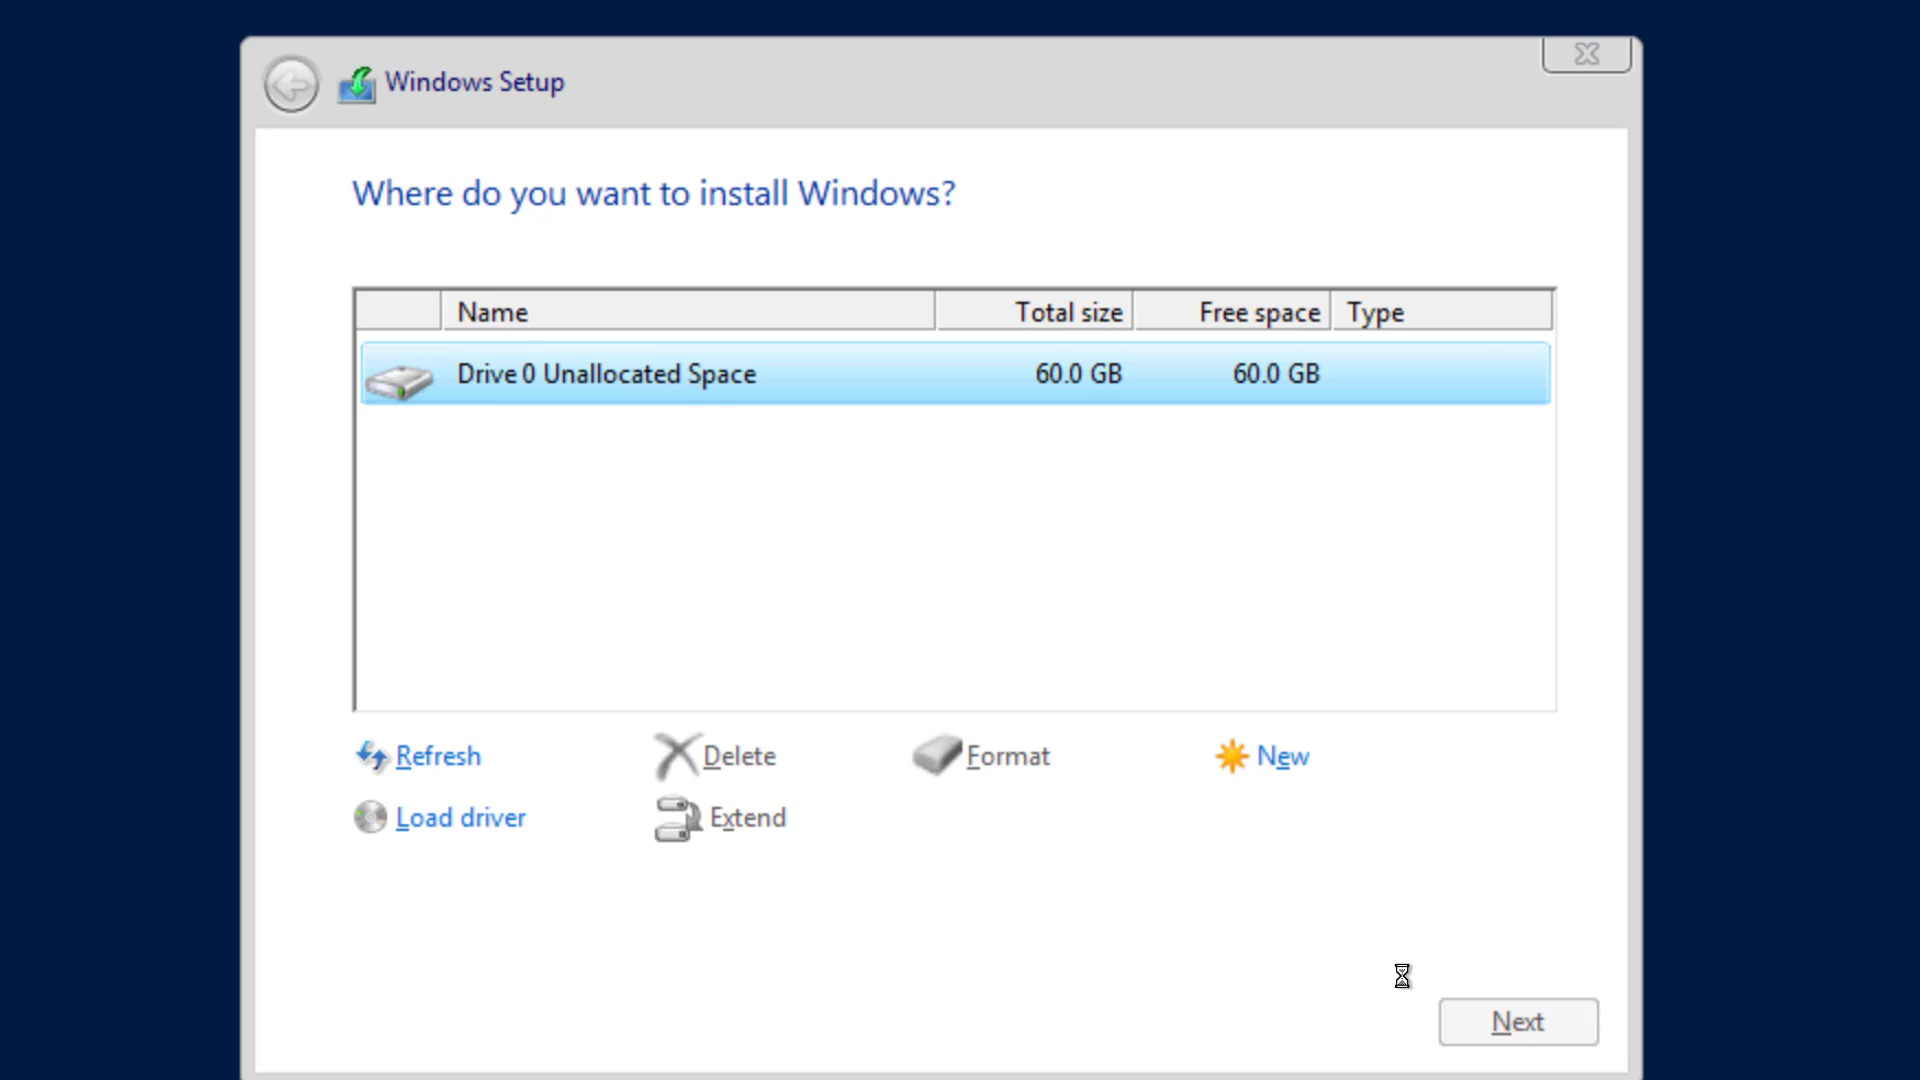 Windows Setup
Where do you want to install Windows?
Name Total size Free space Type
Drive 0 Unallocated Space 60.0 GB 60.0 GB
Refresh Delete Format New
Load driver Extend
Next